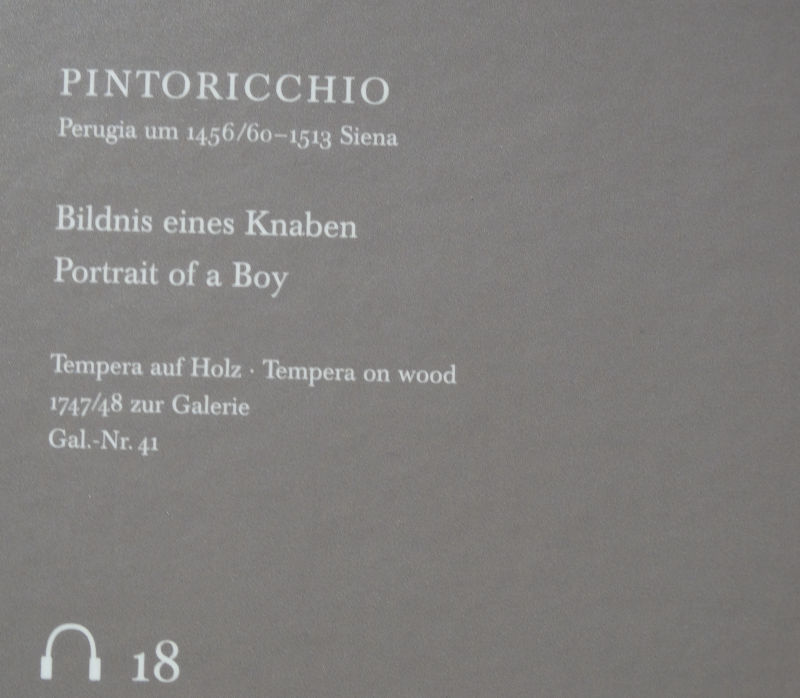 PINTORICCHIO
Perugia um 1456/60–1513 Siena
Bildnis eines Knaben
Portrait of a Boy
Tempera auf Holz · Tempera on wood
1747/48 zur Galerie
Gal.-Nr. 41
18